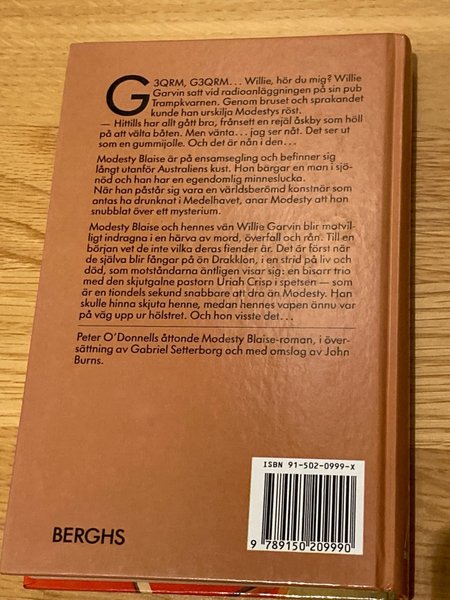 G3QRM, G3QRM... Willie, hör du mig? Willie
Garvin satt vid radioanläggningen på sin pub
Trampkvarnen. Genom bruset och sprakandet
kunde han urskilja Modestys röst.
— Hittills har allt gått bra, frånsett en rejäl åskby som höll
på att välta båten. Men vänta... jag ser nåt. Det ser ut
som en gummijolle. Och det är nån i den...
Modesty Blaise är på ensamsegling och befinner sig
långt utanför Australiens kust. Hon bärgar en man i sjö-
nöd och han har en egendomlig minneslucka.
När han påstår sig vara en världsberömd konstnär som
antas ha drunknat i Medelhavet, anar Modesty att hon
snubblat över ett mysterium.
Modesty Blaise och hennes vän Willie Garvin blir motvil-
ligt indragna i en härva av mord, överfall och rån. Till en
början vet de inte vilka deras fiender är. Det är först när
de själva blir fångar på ön Drakklon, i en strid på liv och
död, som motståndarna äntligen visar sig: en bisarr trio
med den skjutgalne pastorn Uriah Crisp i spetsen — som
är en tiondels sekund snabbare att dra än Modesty. Han
skulle hinna skjuta henne, medan hennes vapen ännu var
på väg upp ur hölstret. Och hon visste det...
Peter O'Donnells åttonde Modesty Blaise-roman, i över-
sättning av Gabriel Setterborg och med omslag av John
Burns.
ISBN 91-502-0999-X
BERGHS
9 789150 209990